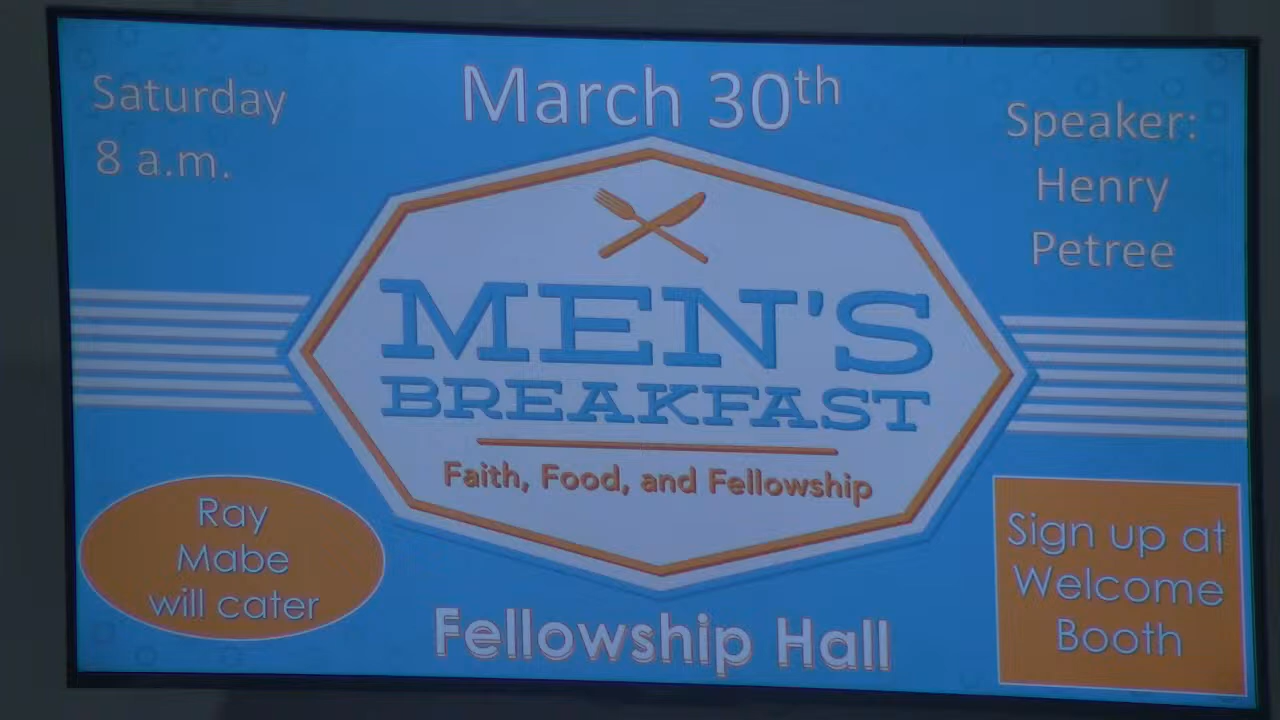 Saturday
8 a.m.
March 30th
Speaker:
Henry
Petree
MEN'S
BREAKFAST
Faith, Food, and Fellowship
Ray
Mabe
will cater
Fellowship Hall
Sign up at
Welcome
Booth